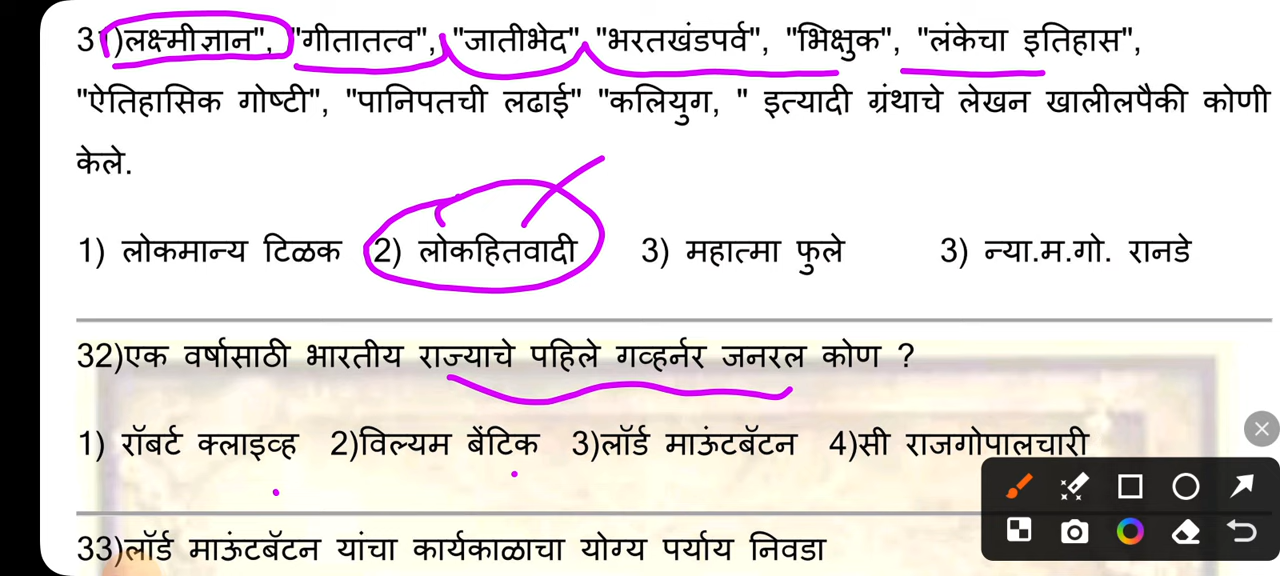 31)लक्ष्मीज्ञान", "गीतातत्व", "जातीभेद", "भरतखंडपर्व", "भिक्षुक", "लंकेचा इतिहास",
"ऐतिहासिक गोष्टी", "पानिपतची लढाई" "कलियुग, " इत्यादी ग्रंथाचे लेखन खालीलपैकी कोणी
केले.
1) लोकमान्य टिळक 2) लोकहितवादी 3) महात्मा फुले 3) न्या.म.गो. रानडे
32)एक वर्षासाठी भारतीय राज्याचे पहिले गव्हर्नर जनरल कोण ?
1) रॉबर्ट क्लाइव्ह 2)विल्यम बेंटिक 3)लॉर्ड माऊंटबॅटन 4)सी राजगोपालचारी
33)लॉर्ड माऊंटबॅटन यांचा कार्यकाळाचा योग्य पर्याय निवडा